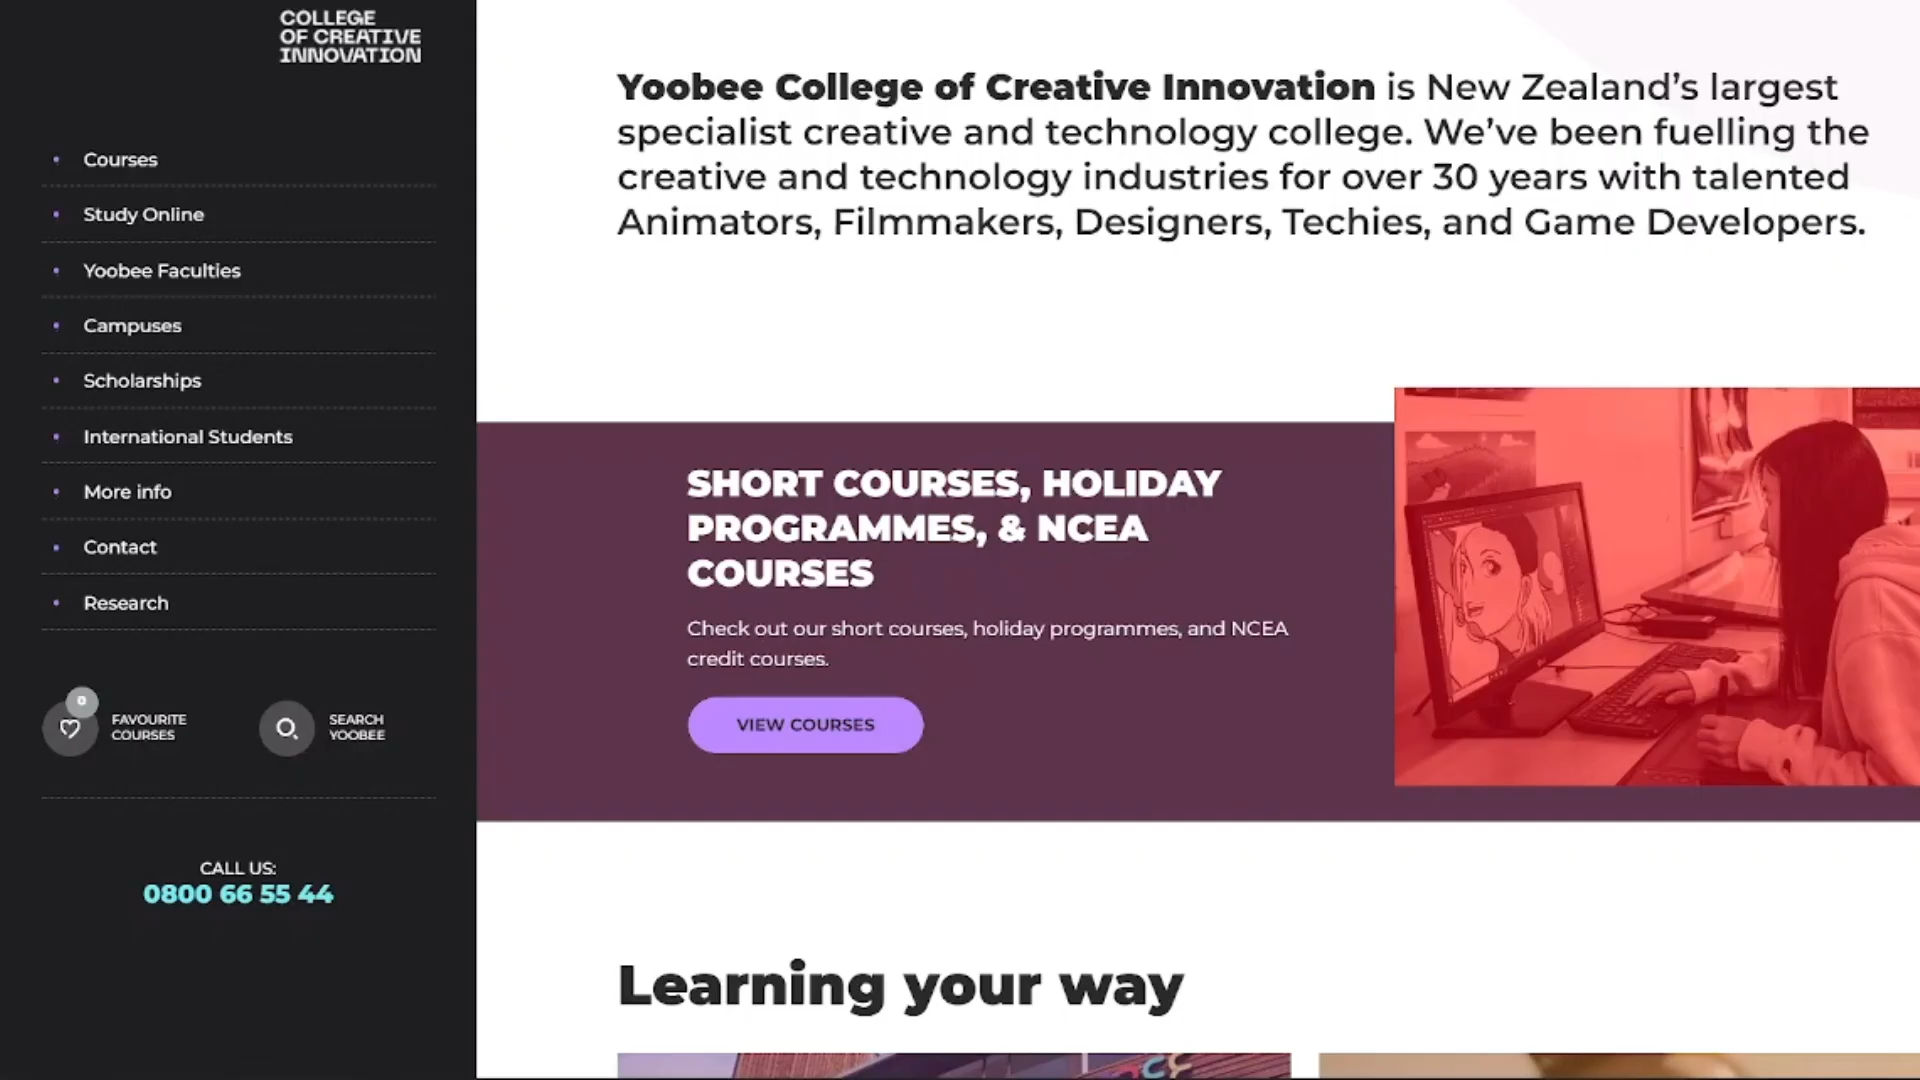 COLLEGE
OF CREATIVE
INNOVATION
Courses
Study Online
Yoobee Faculties
Campuses
Scholarships
International Students
More info
Contact
Research
0
FAVOURITE
COURSES
SEARCH
YOOBEE
CALL US:
0800 66 55 44
Yoobee College of Creative Innovation is New Zealand’s largest
specialist creative and technology college. We’ve been fuelling the
creative and technology industries for over 30 years with talented
Animators, Filmmakers, Designers, Techies, and Game Developers.
SHORT COURSES, HOLIDAY
PROGRAMMES, & NCEA
COURSES
Check out our short courses, holiday programmes, and NCEA
credit courses.
VIEW COURSES
Learning your way